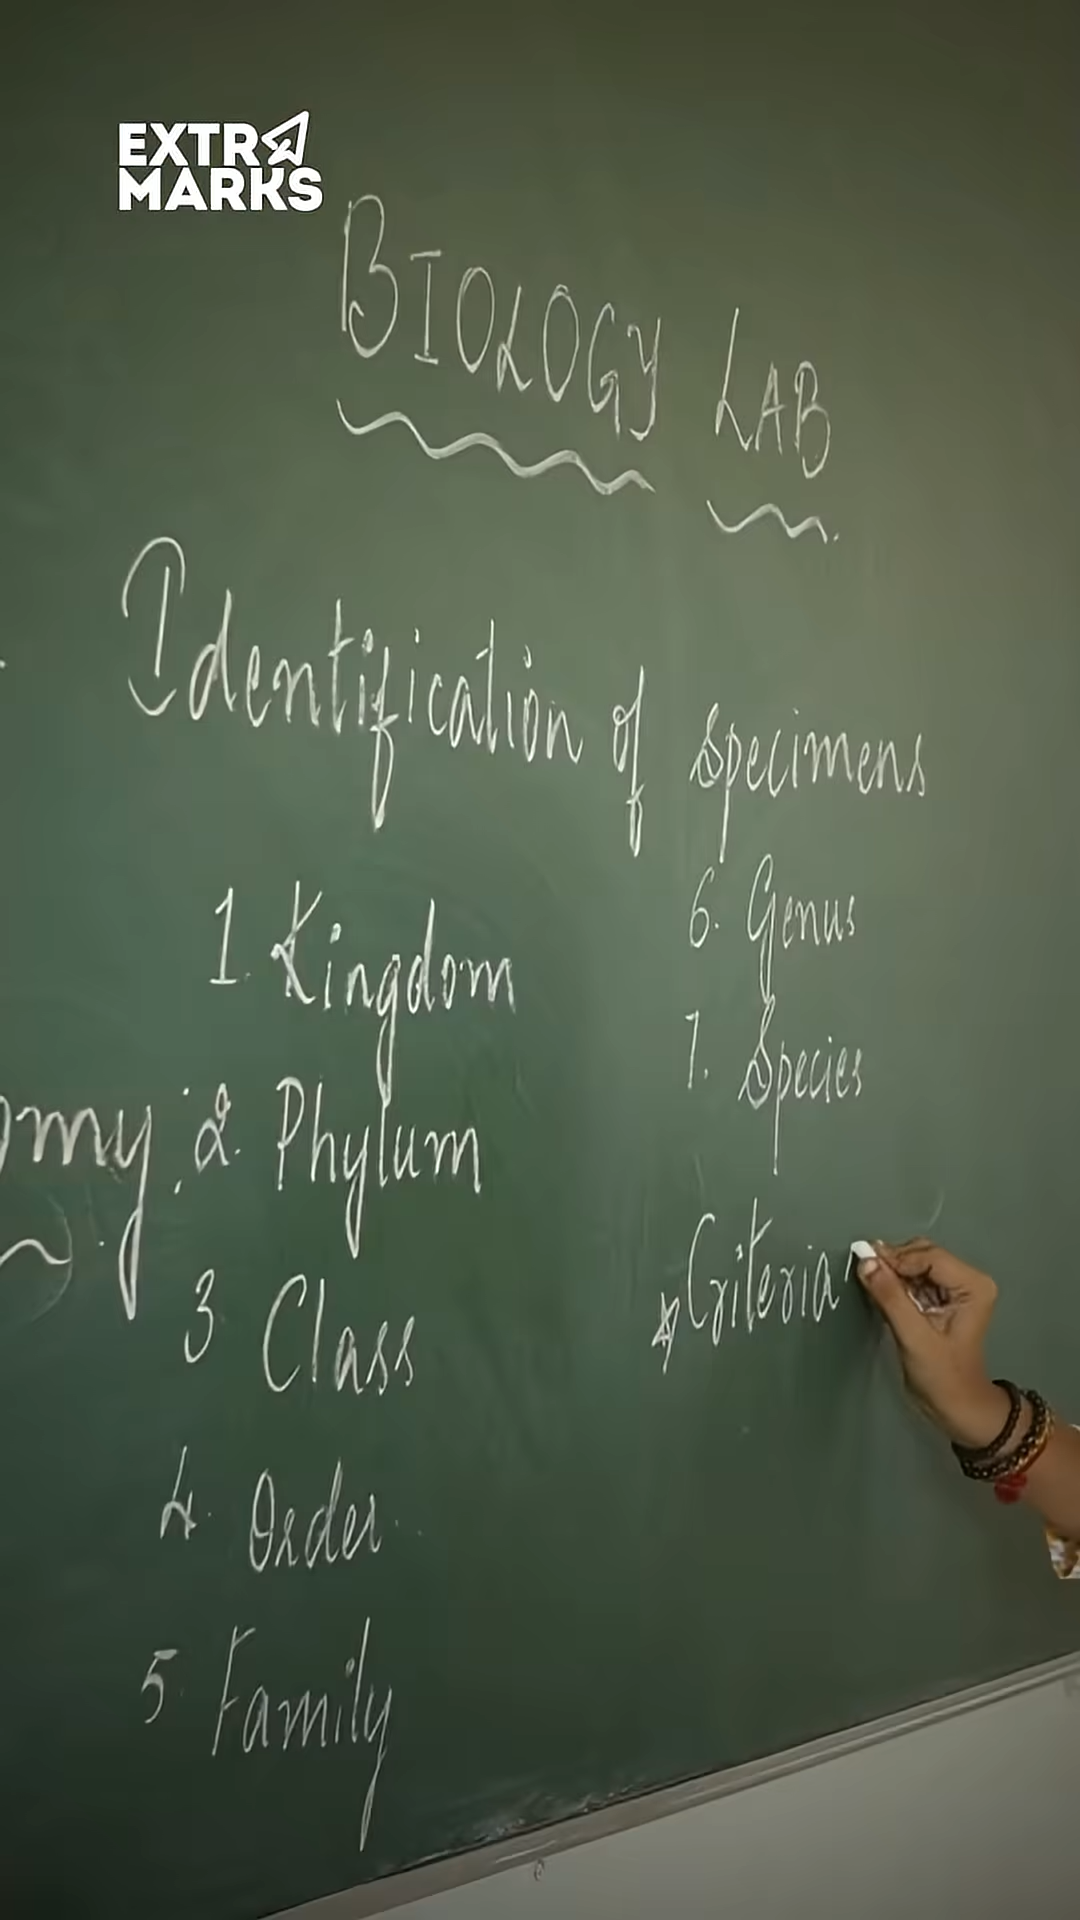 EXTRA
MARKS
BIOLOGY LAB
Identification of specimens
1. Kingdom
2. Phylum
3 Class
4. Order
5. Family
6. Genus
7. Species
Criteria